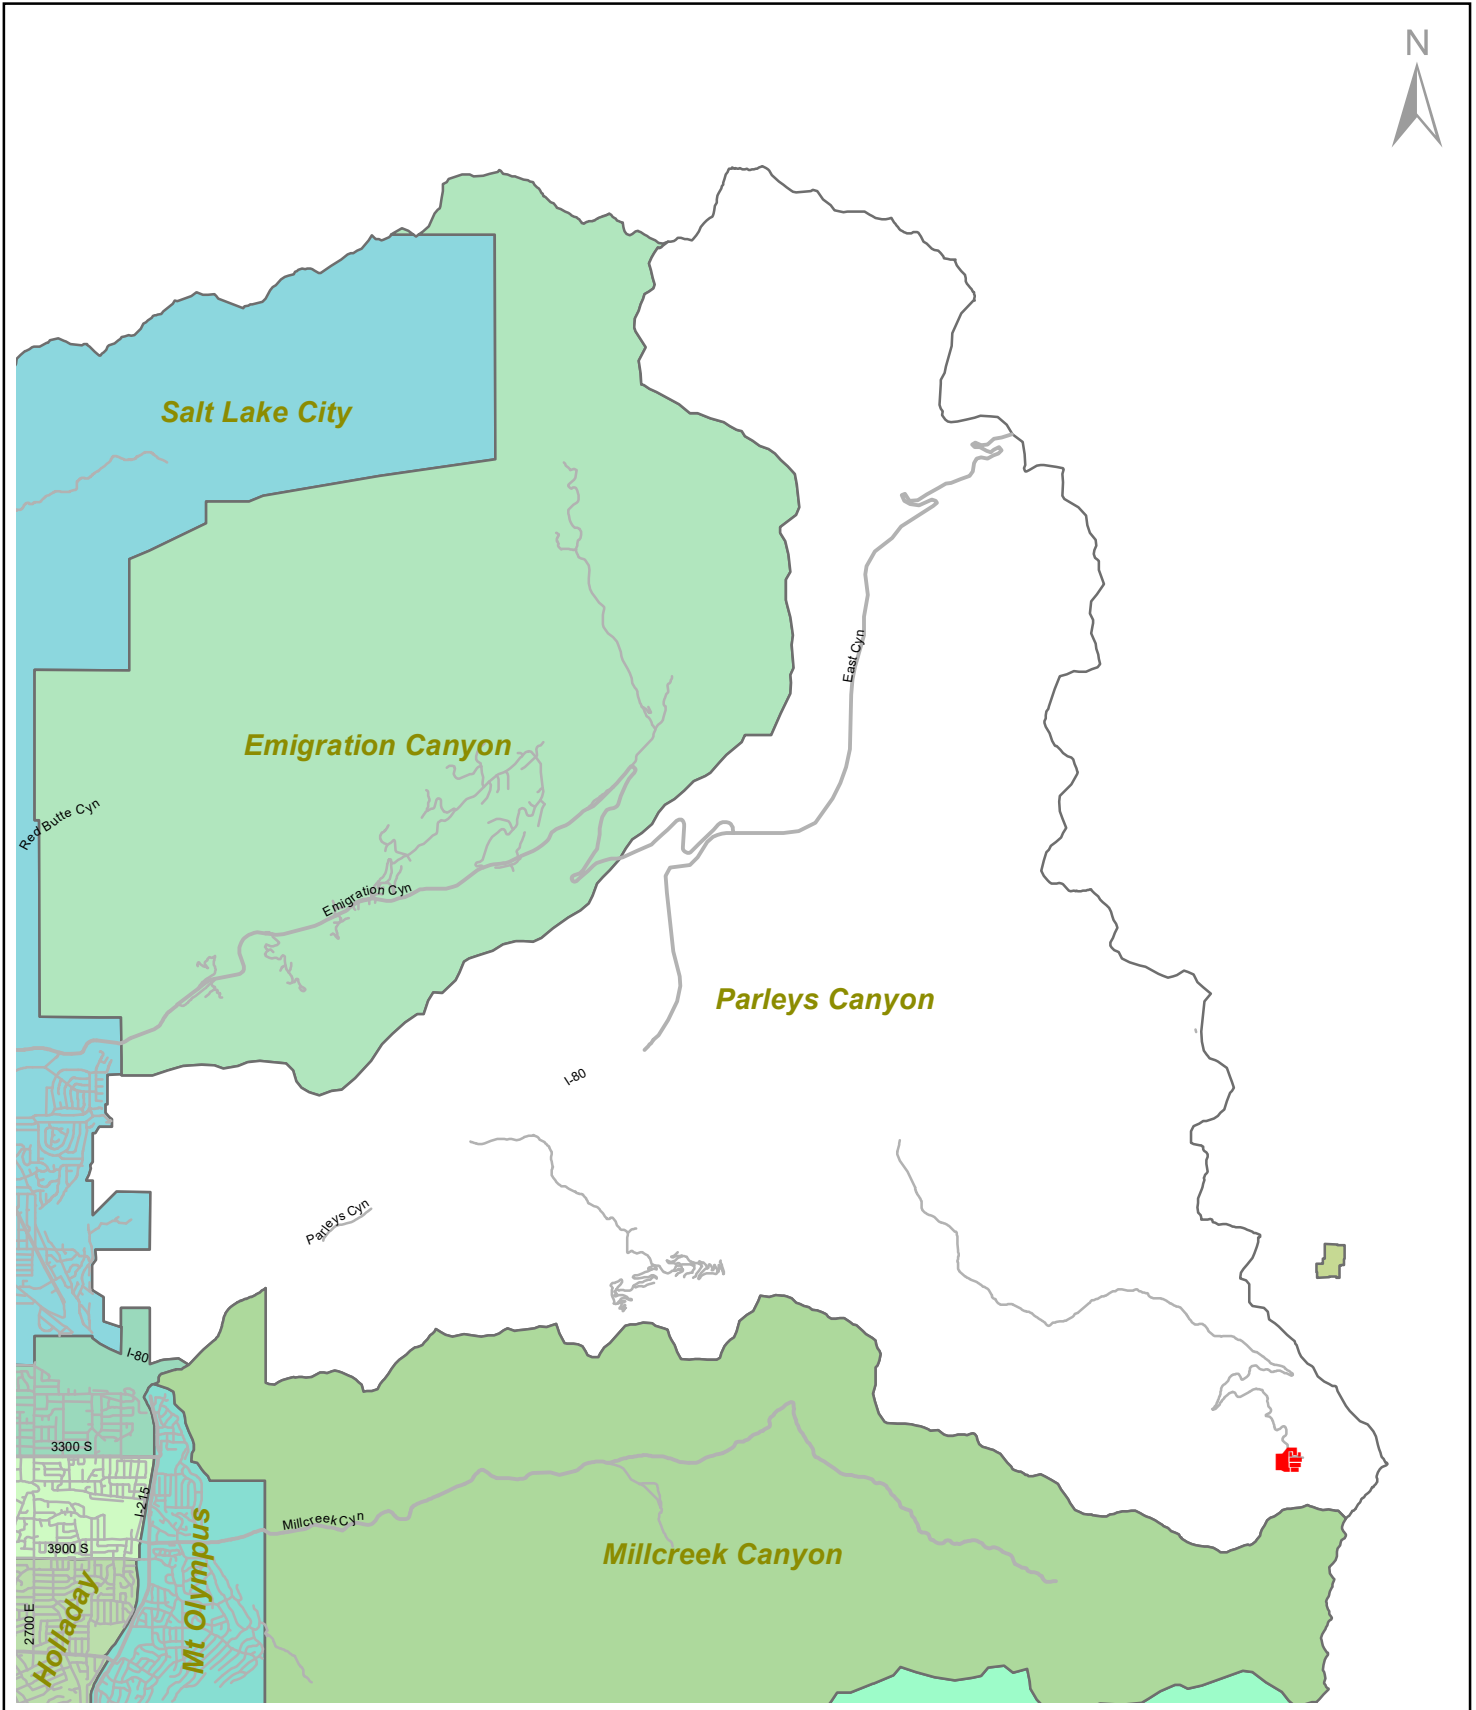 N
Salt Lake City
East Cyn
Emigration Canyon
Red Butte Cyn
Emigration Cyn
Parleys Canyon
I-80
Parleys Cyn
I-80
3300 S
I-215
Millcreek Cyn
3900 S
Millcreek Canyon
Mt Olympus
Holladay
2700 E